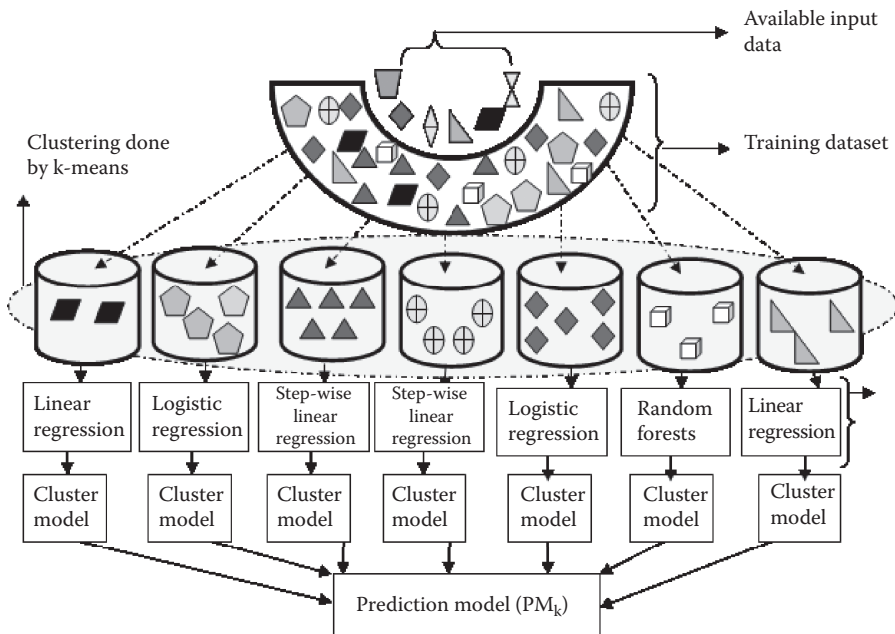 Available input
data
Clustering done
by k-means
Training dataset
Linear
regression
Logistic
regression
Step-wise
linear
regression
Step-wise
linear
regression
Logistic
regression
Random
forests
Linear
regression
Cluster
model
Cluster
model
Cluster
model
Cluster
model
Cluster
model
Cluster
model
Cluster
model
Prediction model (PMk)